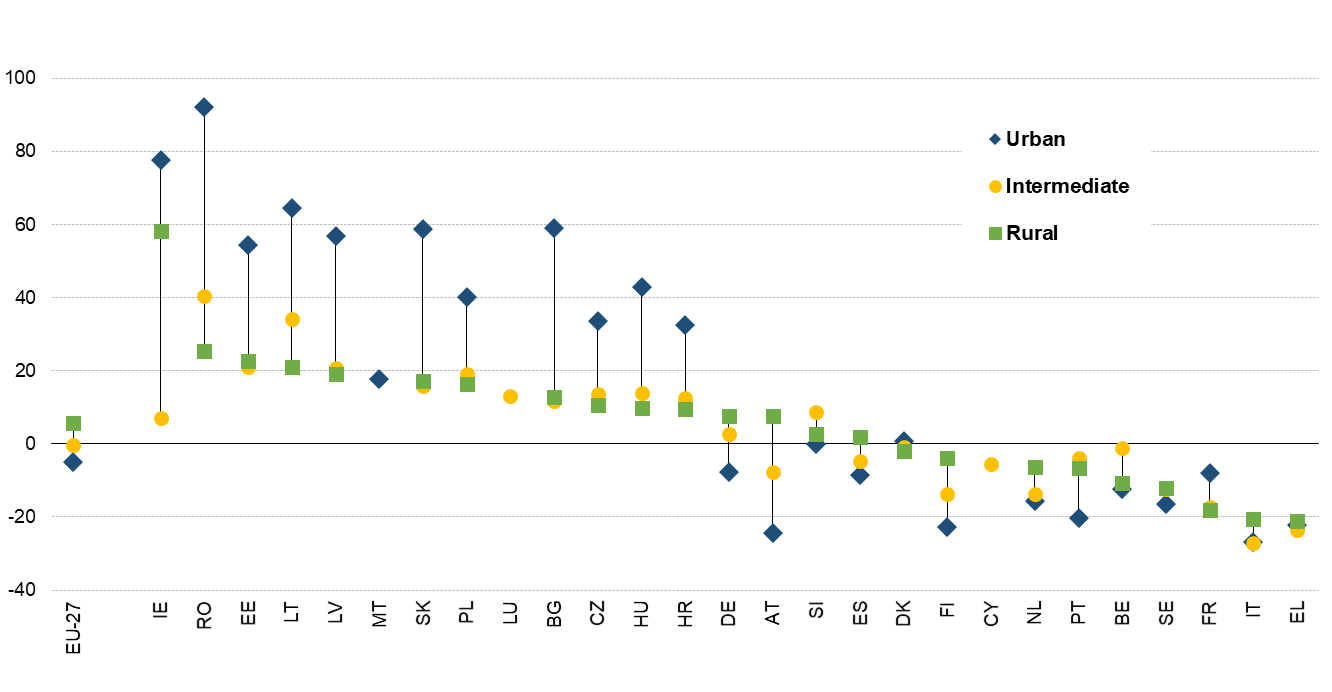 100
80
60
40
20
0
-20
-40
Urban
Intermediate
Rural
EU-27
IE
RO
EE
LT
LV
MT
SK
PL
LU
BG
CZ
HU
HR
DE
AT
SI
ES
DK
FI
CY
NL
PT
BE
SE
FR
IT
EL